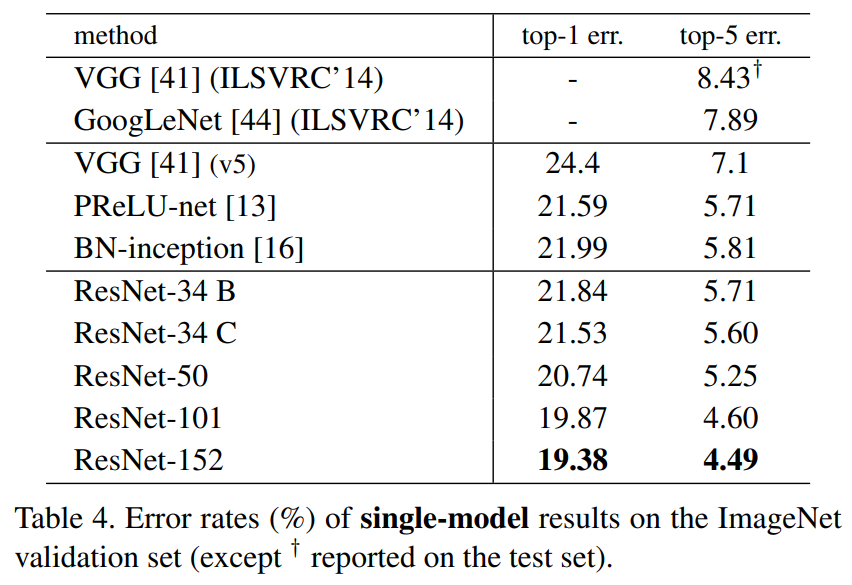 method top-1 err. top-5 err.
VGG [41] (ILSVRC’14) - 8.43†
GoogLeNet [44] (ILSVRC’14) - 7.89
VGG [41] (v5) 24.4 7.1
PReLU-net [13] 21.59 5.71
BN-inception [16] 21.99 5.81
ResNet-34 B 21.84 5.71
ResNet-34 C 21.53 5.60
ResNet-50 20.74 5.25
ResNet-101 19.87 4.60
ResNet-152 19.38 4.49
Table 4. Error rates (%) of single-model results on the ImageNet
validation set (except † reported on the test set).